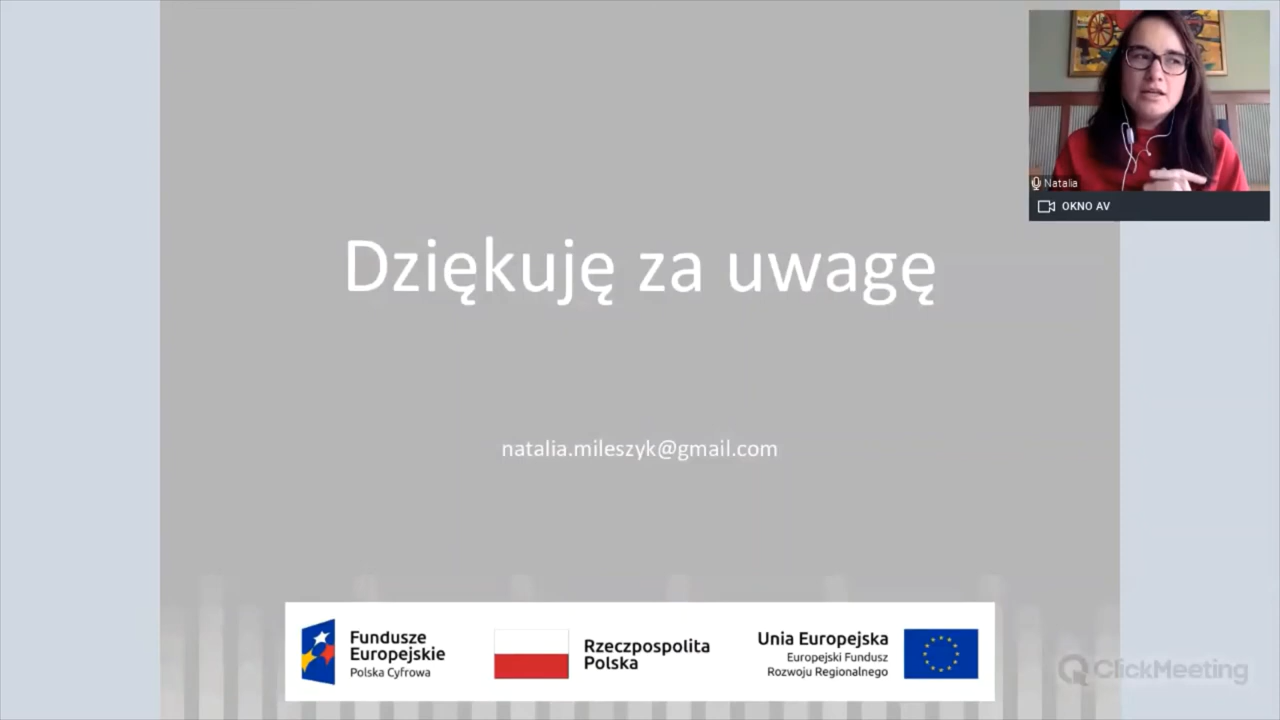 Natalia
OKNO AV
Dziękuję za uwagę
natalia.mileszyk@gmail.com
Fundusze
Europejskie
Polska Cyfrowa
Rzeczpospolita
Polska
Unia Europejska
Europejski Fundusz
Rozwoju Regionalnego
ClickMeeting